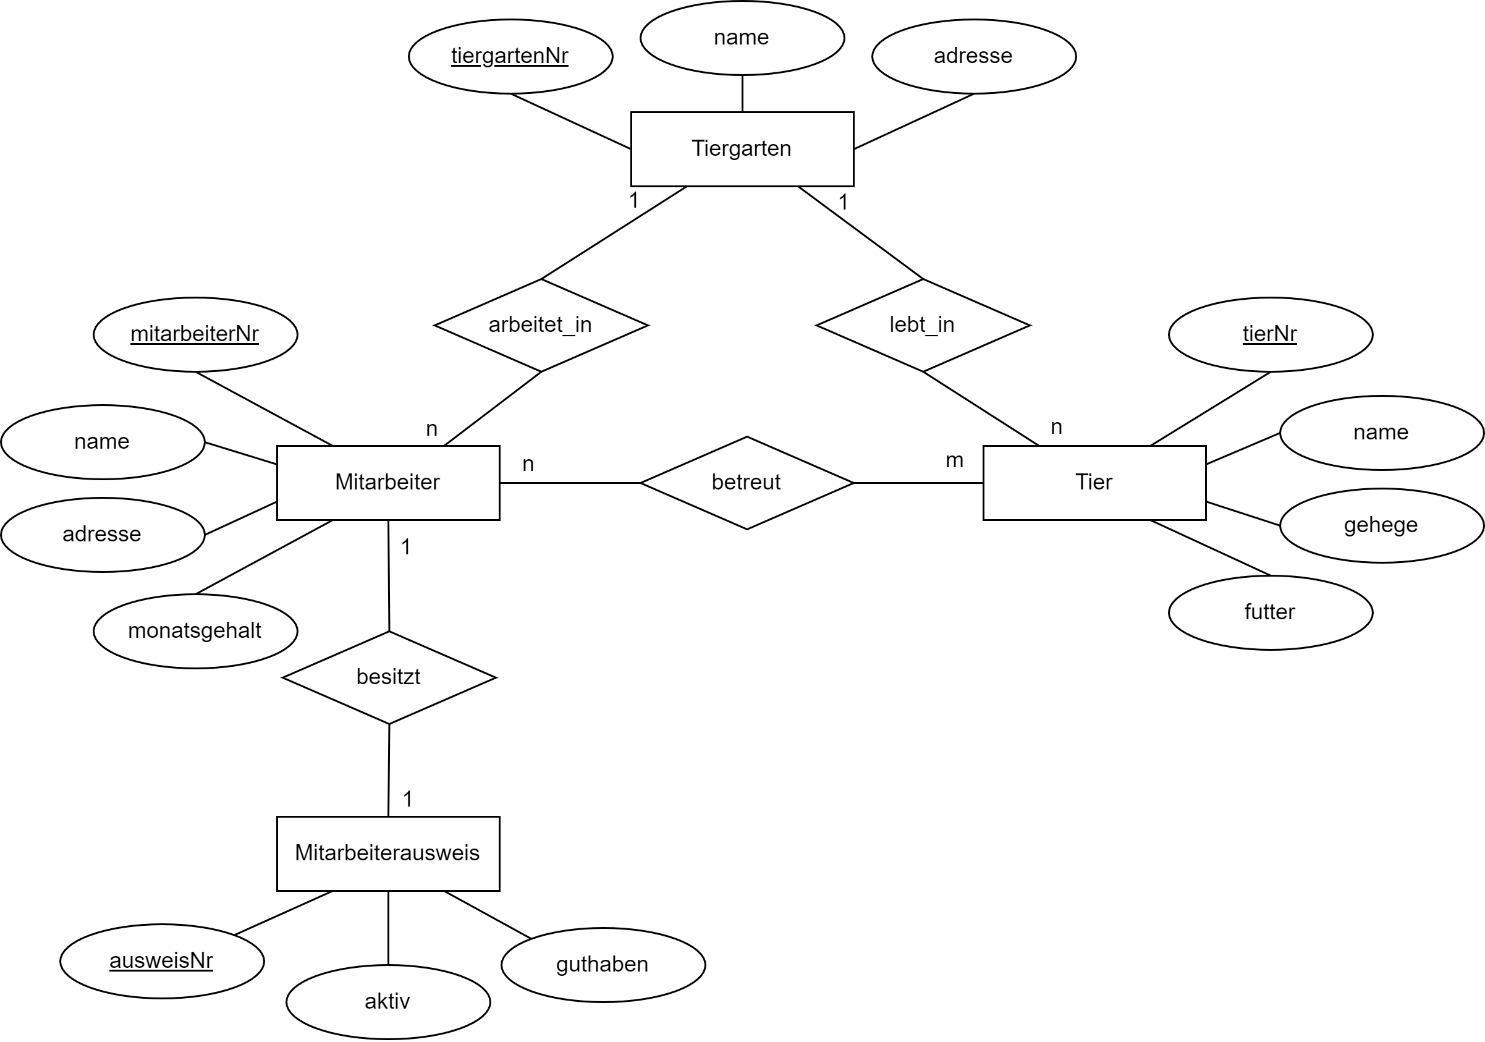 name
tiergartenNr
adresse
Tiergarten
1
1
arbeitet_in
lebt_in
mitarbeiterNr
tierNr
n
n
name
name
n
m
Mitarbeiter
betreut
Tier
adresse
gehege
1
monatsgehalt
futter
besitzt
1
Mitarbeiterausweis
ausweisNr
guthaben
aktiv